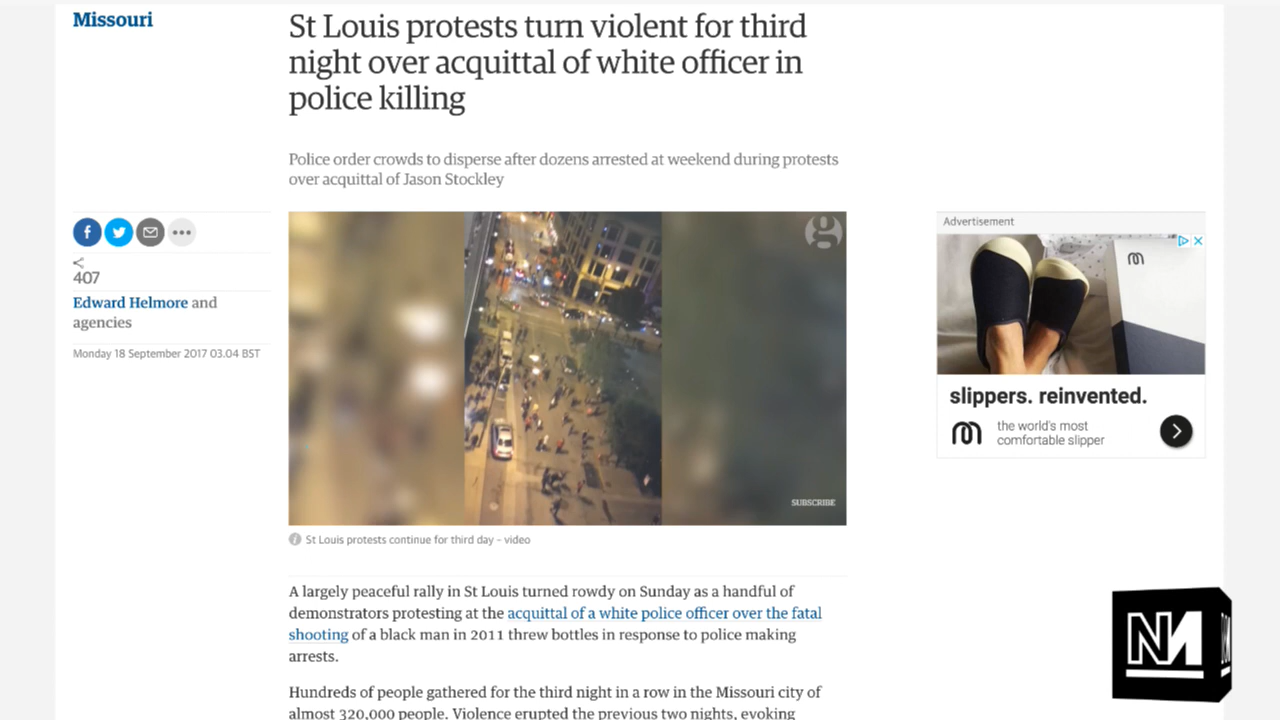 Missouri
St Louis protests turn violent for third
night over acquittal of white officer in
police killing
Police order crowds to disperse after dozens arrested at weekend during protests
over acquittal of Jason Stockley
407
Edward Helmore and
agencies
Monday 18 September 2017 03.04 BST
SUBSCRIBE
St Louis protests continue for third day – video
A largely peaceful rally in St Louis turned rowdy on Sunday as a handful of
demonstrators protesting at the acquittal of a white police officer over the fatal
shooting of a black man in 2011 threw bottles in response to police making
arrests.
Hundreds of people gathered for the third night in a row in the Missouri city of
almost 320,000 people. Violence erupted the previous two nights, evoking
Advertisement
slippers. reinvented.
the world's most
comfortable slipper
NM